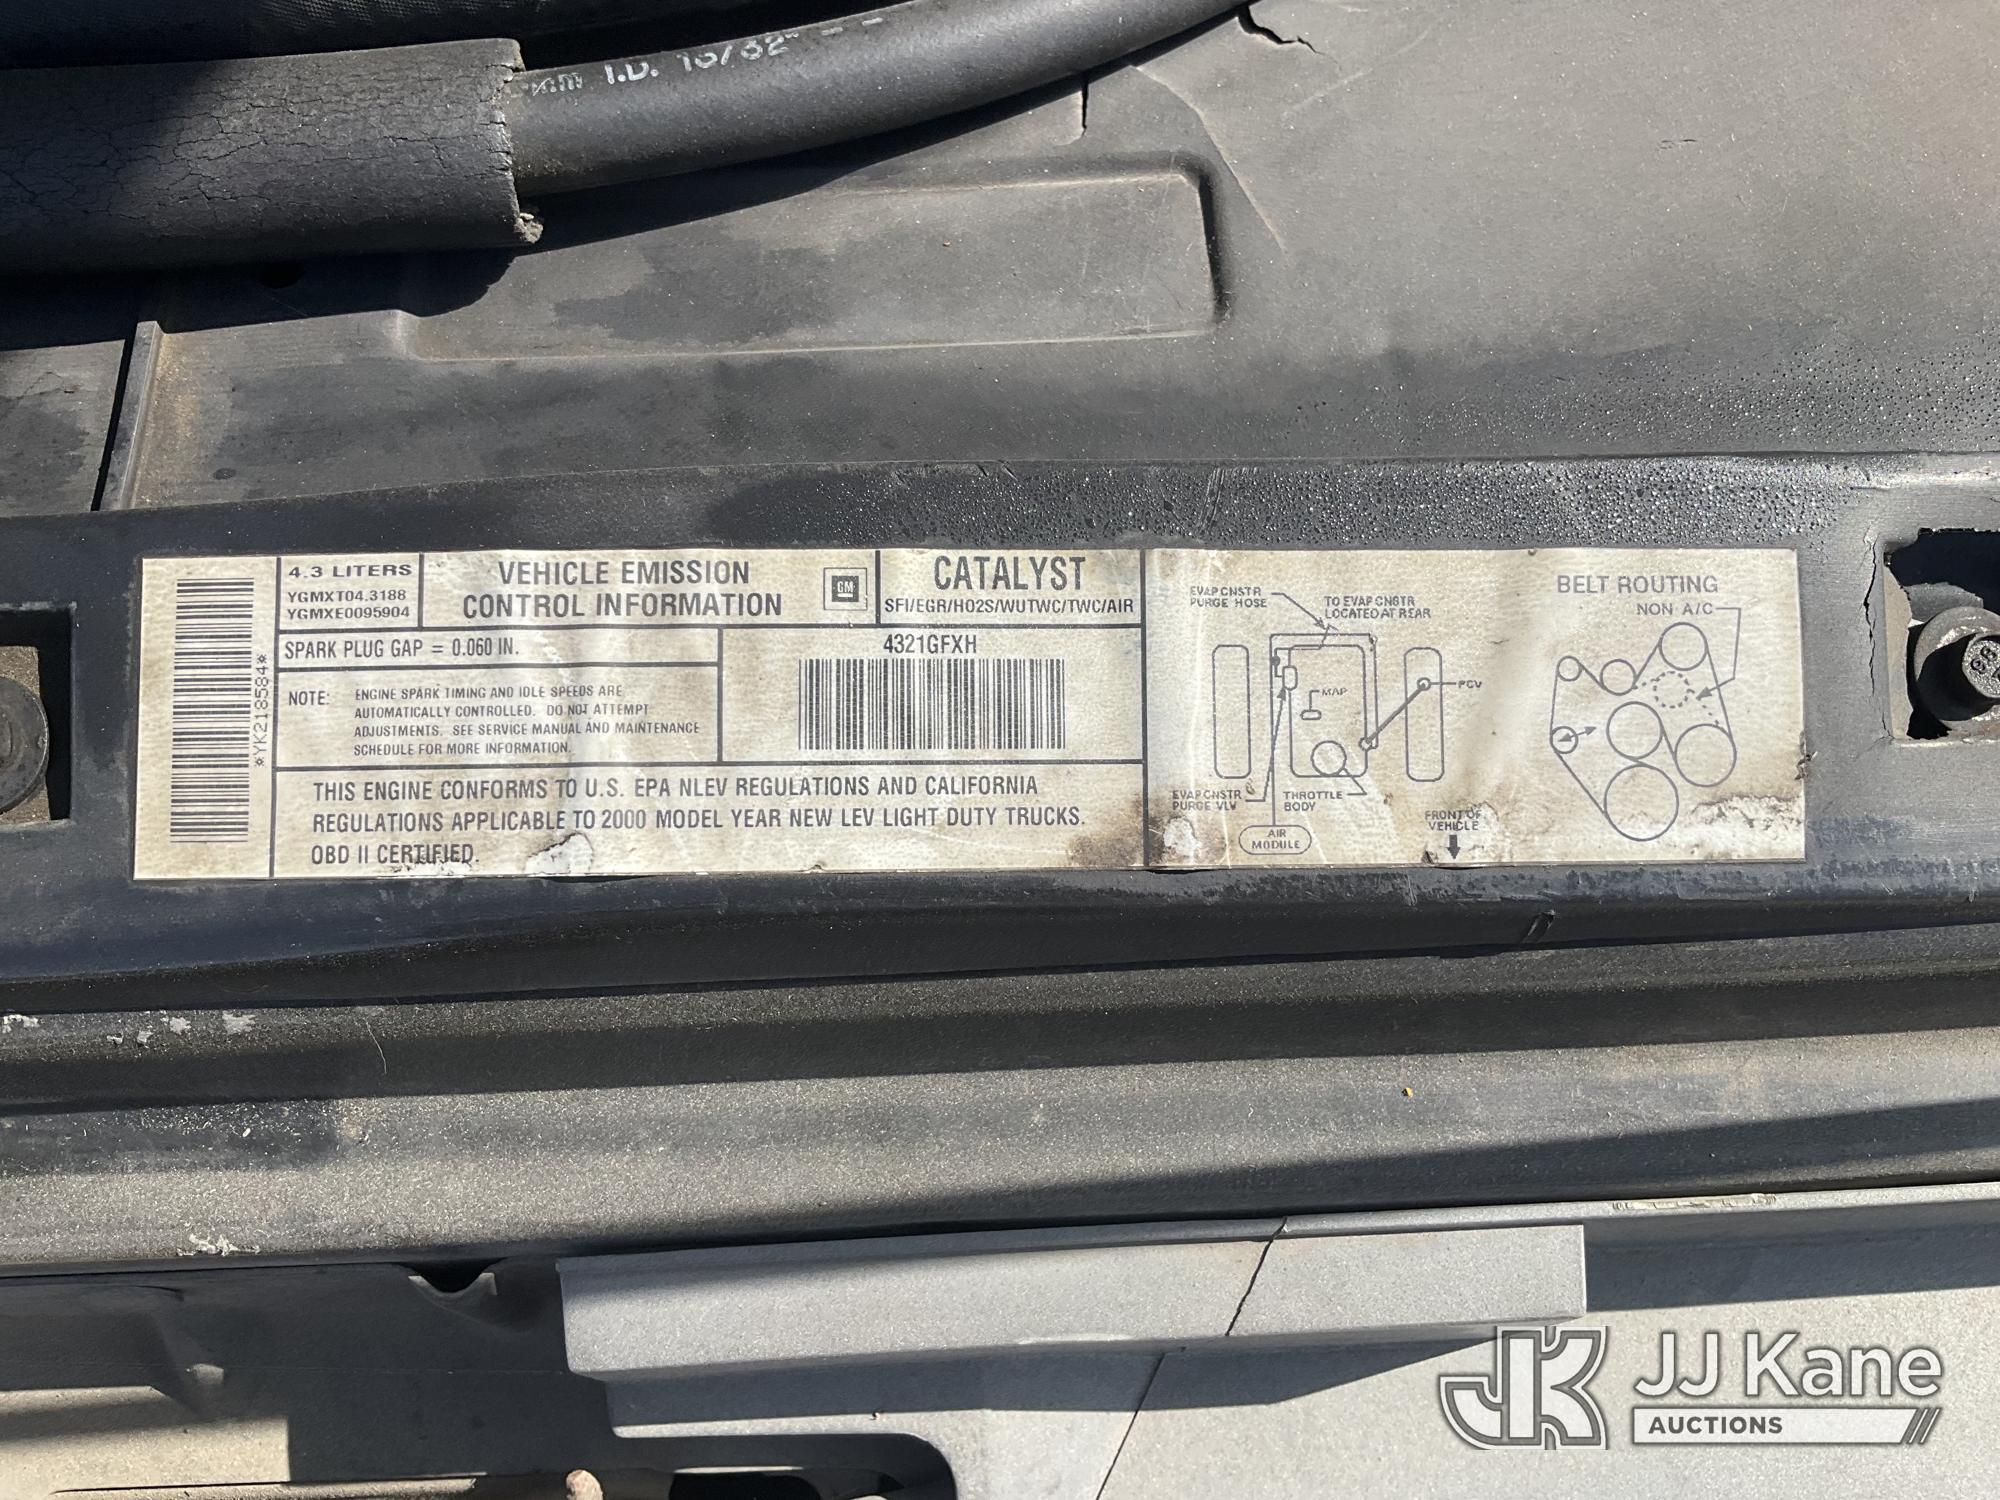 mm I.D. 13/32" -
4.3 LITERS
YGMXT04.3188
YGMXE0095904
VEHICLE EMISSION
CONTROL INFORMATION
GM
CATALYST
SFI/EGR/HO2S/WUTWC/TWC/AIR
SPARK PLUG GAP = 0.060 IN.
4321GFXH
NOTE: ENGINE SPARK TIMING AND IDLE SPEEDS ARE
AUTOMATICALLY CONTROLLED. DO NOT ATTEMPT
ADJUSTMENTS. SEE SERVICE MANUAL AND MAINTENANCE
SCHEDULE FOR MORE INFORMATION.
THIS ENGINE CONFORMS TO U.S. EPA NLEV REGULATIONS AND CALIFORNIA
REGULATIONS APPLICABLE TO 2000 MODEL YEAR NEW LEV LIGHT DUTY TRUCKS.
OBD II CERTIFIED.
*YK218584*
EVAP CNSTR
PURGE HOSE
TO EVAP CNSTR
LOCATED AT REAR
MAP
PCV
EVAP CNSTR
PURGE VLV
THROTTLE
BODY
AIR
MODULE
FRONT OF
VEHICLE
BELT ROUTING
NON A/C
JK
JJ Kane
AUCTIONS